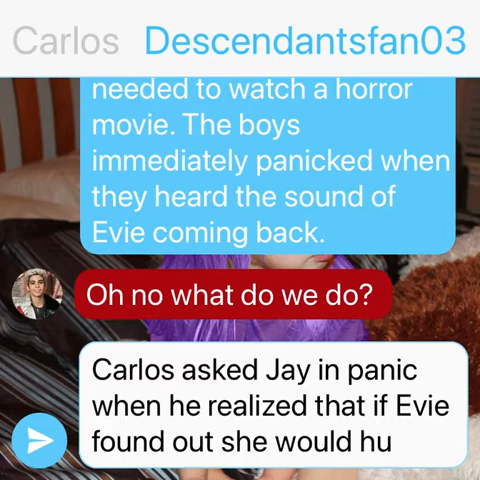 Carlos Descendantsfan03
needed to watch a horror
movie. The boys
immediately panicked when
they heard the sound of
Evie coming back.
Oh no what do we do?
Carlos asked Jay in panic
when he realized that if Evie
found out she would hu